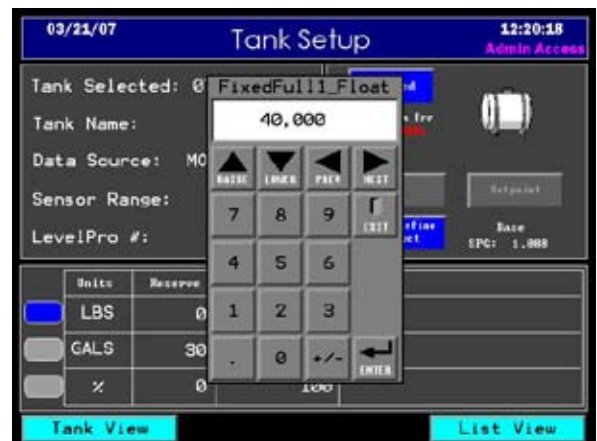 03/21/07
Tank Setup
12:20:18
Admin Access
Tank Selected: 0
Tank Name:
Data Source: MO
Sensor Range:
LevelPro #:
FixedFull1_Float
40,000
RAISE LOWER PREV NEXT
7 8 9 EXIT
4 5 6
1 2 3
. 0 +/- ENTER
Setpoint
Base
SPG: 1.088
Units Reserve
LBS 0
GALS 30
% 0 100
Tank View
List View